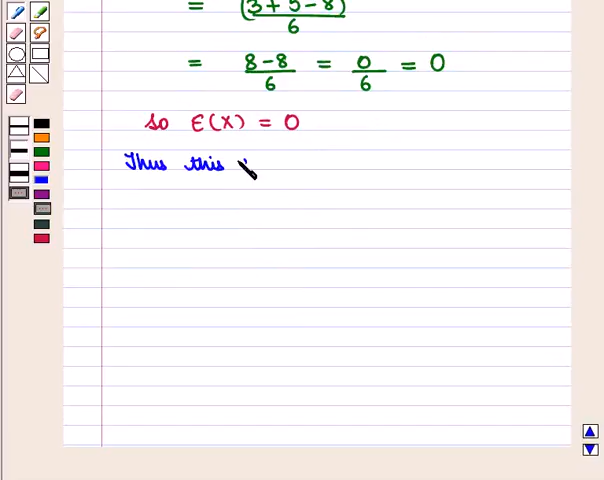 = (3+5-8)/6
= 8-8/6 = 0/6 = 0
so E(X) = 0
Thus this